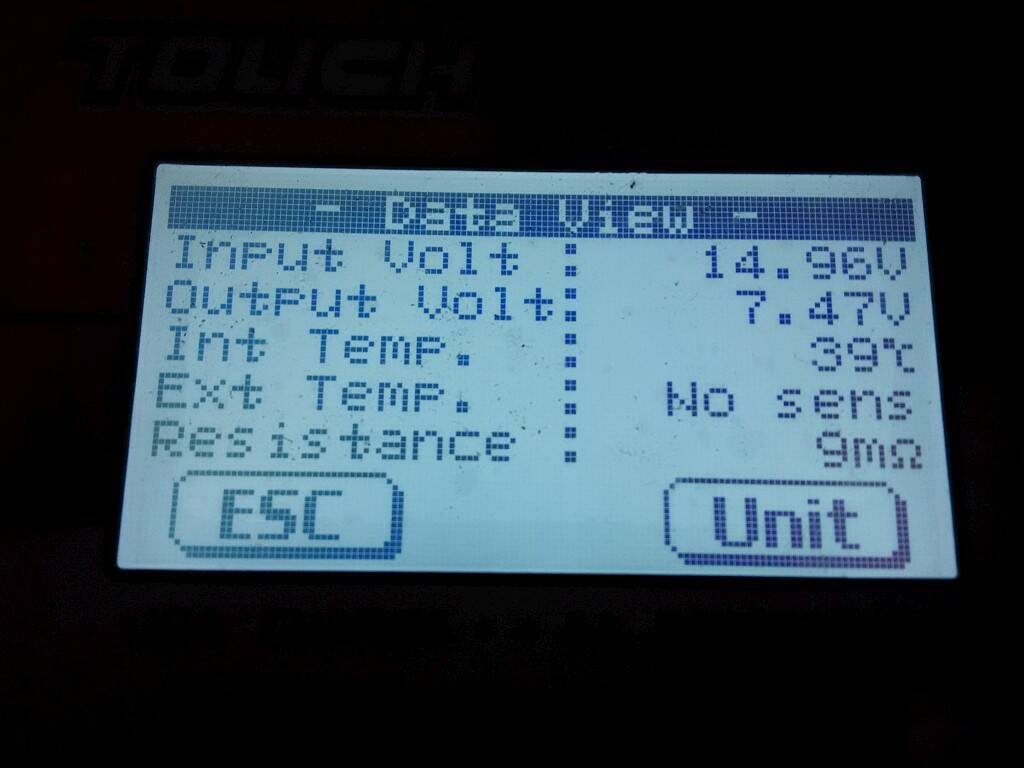 TOUCH
- Data View -
Input Volt : 14.96V
Output Volt: 7.47V
Int Temp. : 39℃
Ext Temp. : No sens
Resistance : 9mΩ
ESC Unit